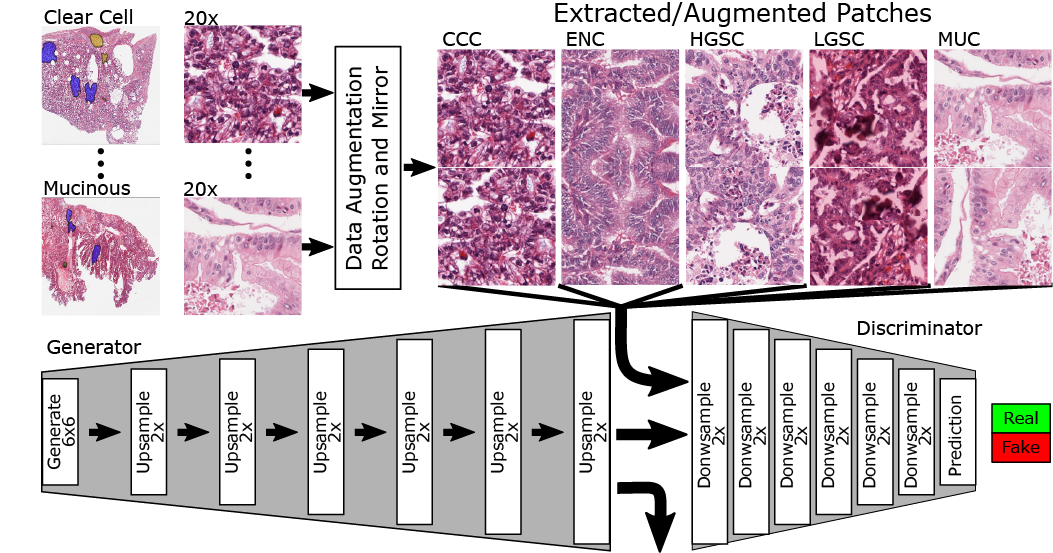 Clear Cell
20x
Extracted/Augmented Patches
CCC
ENC
HGSC
LGSC
MUC
Data Augmentation
Rotation and Mirror
Mucinous
20x
Generator
Discriminator
Generate
6x6
Upsample
2x
Upsample
2x
Upsample
2x
Upsample
2x
Upsample
2x
Upsample
2x
Donwsample
2x
Donwsample
2x
Donwsample
2x
Donwsample
2x
Donwsample
2x
Donwsample
2x
Prediction
Real
Fake